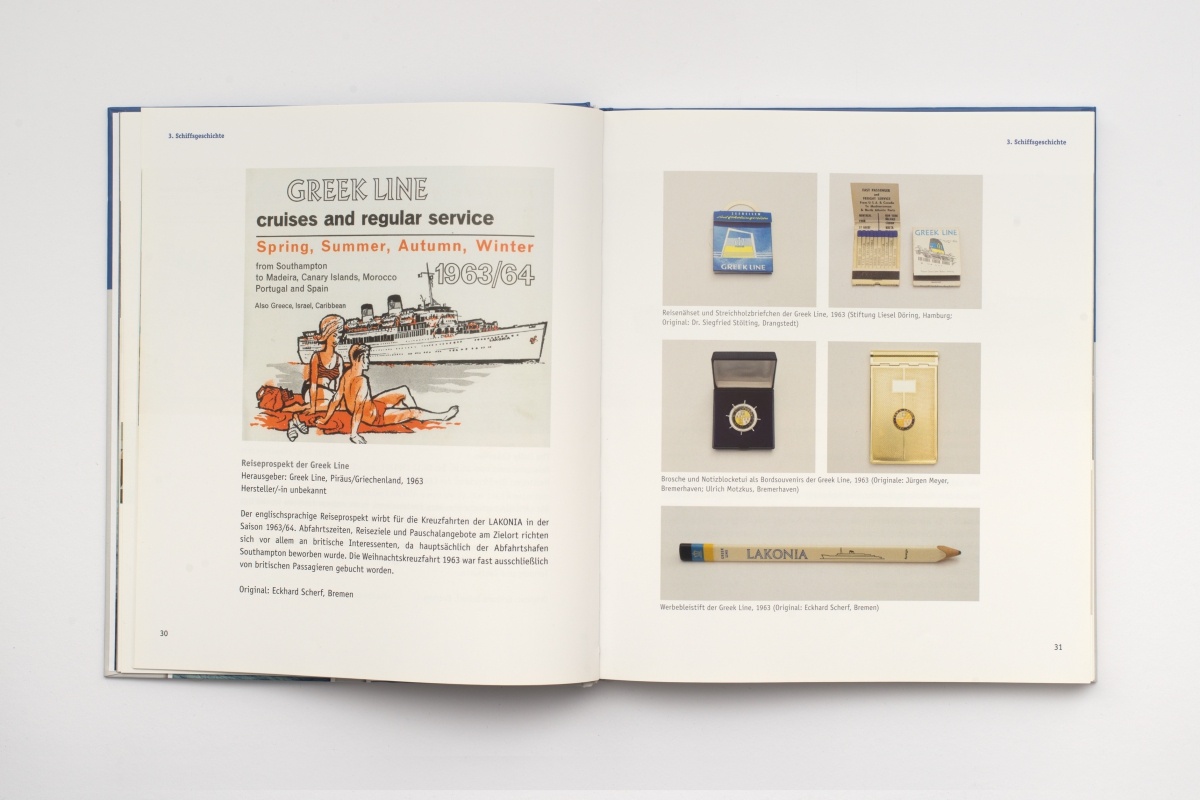 3. Schiffsgeschichte
GREEK LINE
cruises and regular service
Spring, Summer, Autumn, Winter
from Southampton
to Madeira, Canary Islands, Morocco
Portugal and Spain
1963/64
Also Greece, Israel, Caribbean
Reiseprospekt der Greek Line
Herausgeber: Greek Line, Piräus/Griechenland, 1963
Hersteller/-in unbekannt
Der englischsprachige Reiseprospekt wirbt für die Kreuzfahrten der LAKONIA in der
Saison 1963/64. Abfahrtszeiten, Reiseziele und Pauschalangebote am Zielort richten
sich vor allem an britische Interessenten, da hauptsächlich der Abfahrtshafen
Southampton beworben wurde. Die Weihnachtskreuzfahrt 1963 war fast ausschließlich
von britischen Passagieren gebucht worden.
Original: Eckhard Scherf, Bremen
30
3. Schiffsgeschichte
GREEK LINE
FAST PASSENGER
GREEK LINE
Reisenähset und Streichholzbriefchen der Greek Line, 1963 (Stiftung Liesel Döring, Hamburg;
Original: Dr. Siegfried Stölting, Drangstedt)
Brosche und Notizblocketui als Bordsouvenirs der Greek Line, 1963 (Originale: Jürgen Meyer,
Bremerhaven; Ulrich Motzkus, Bremerhaven)
GREEK LINE
LAKONIA
Werbebleistift der Greek Line, 1963 (Original: Eckhard Scherf, Bremen)
31